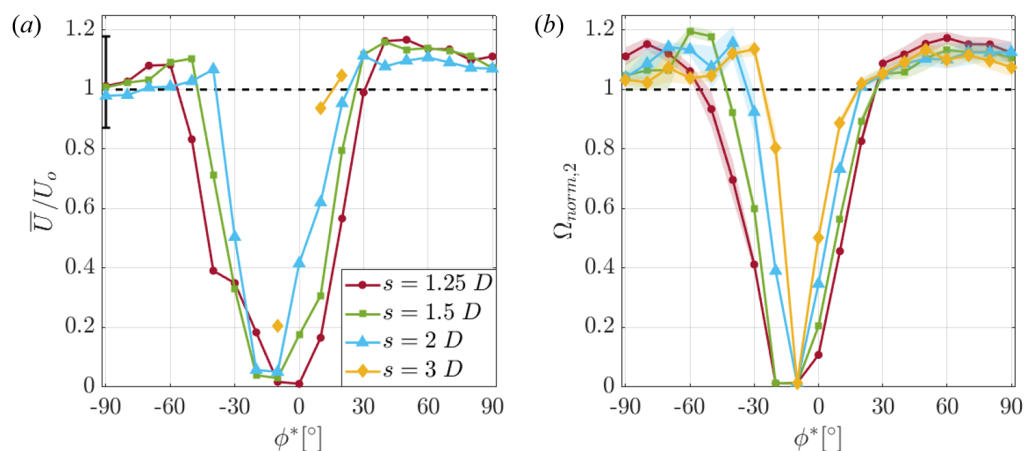 (a)
1.2
1
0.8
0.6
0.4
0.2
0
U̅/Uₒ
s = 1.25 D
s = 1.5 D
s = 2 D
s = 3 D
-90 -60 -30 0 30 60 90
ϕ*[°]
(b)
1.2
1
0.8
0.6
0.4
0.2
0
Ωnorm,2
-90 -60 -30 0 30 60 90
ϕ*[°]